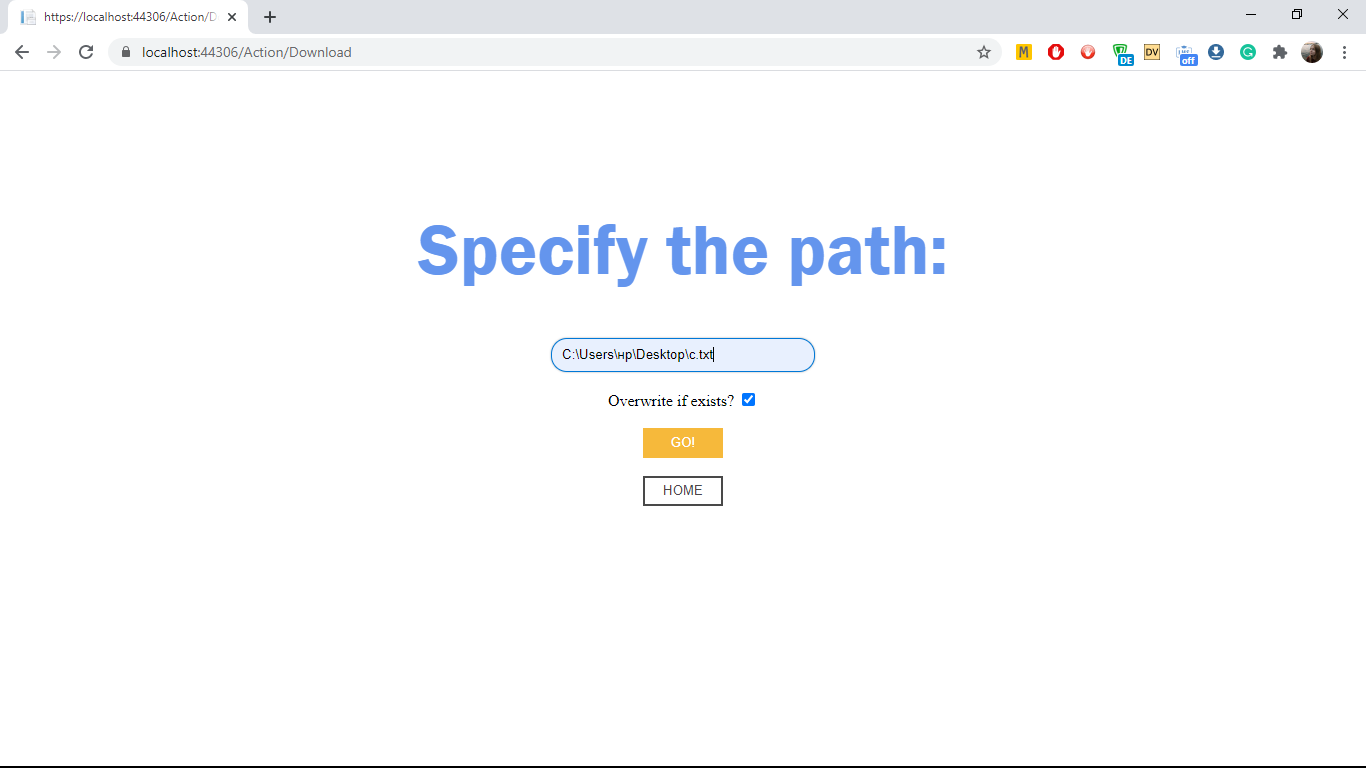 https://localhost:44306/Action/D
localhost:44306/Action/Download
M
DE
DV
off
G
Specify the path:
C:\Users\нр\Desktop\c.txt
Overwrite if exists?
GO!
HOME